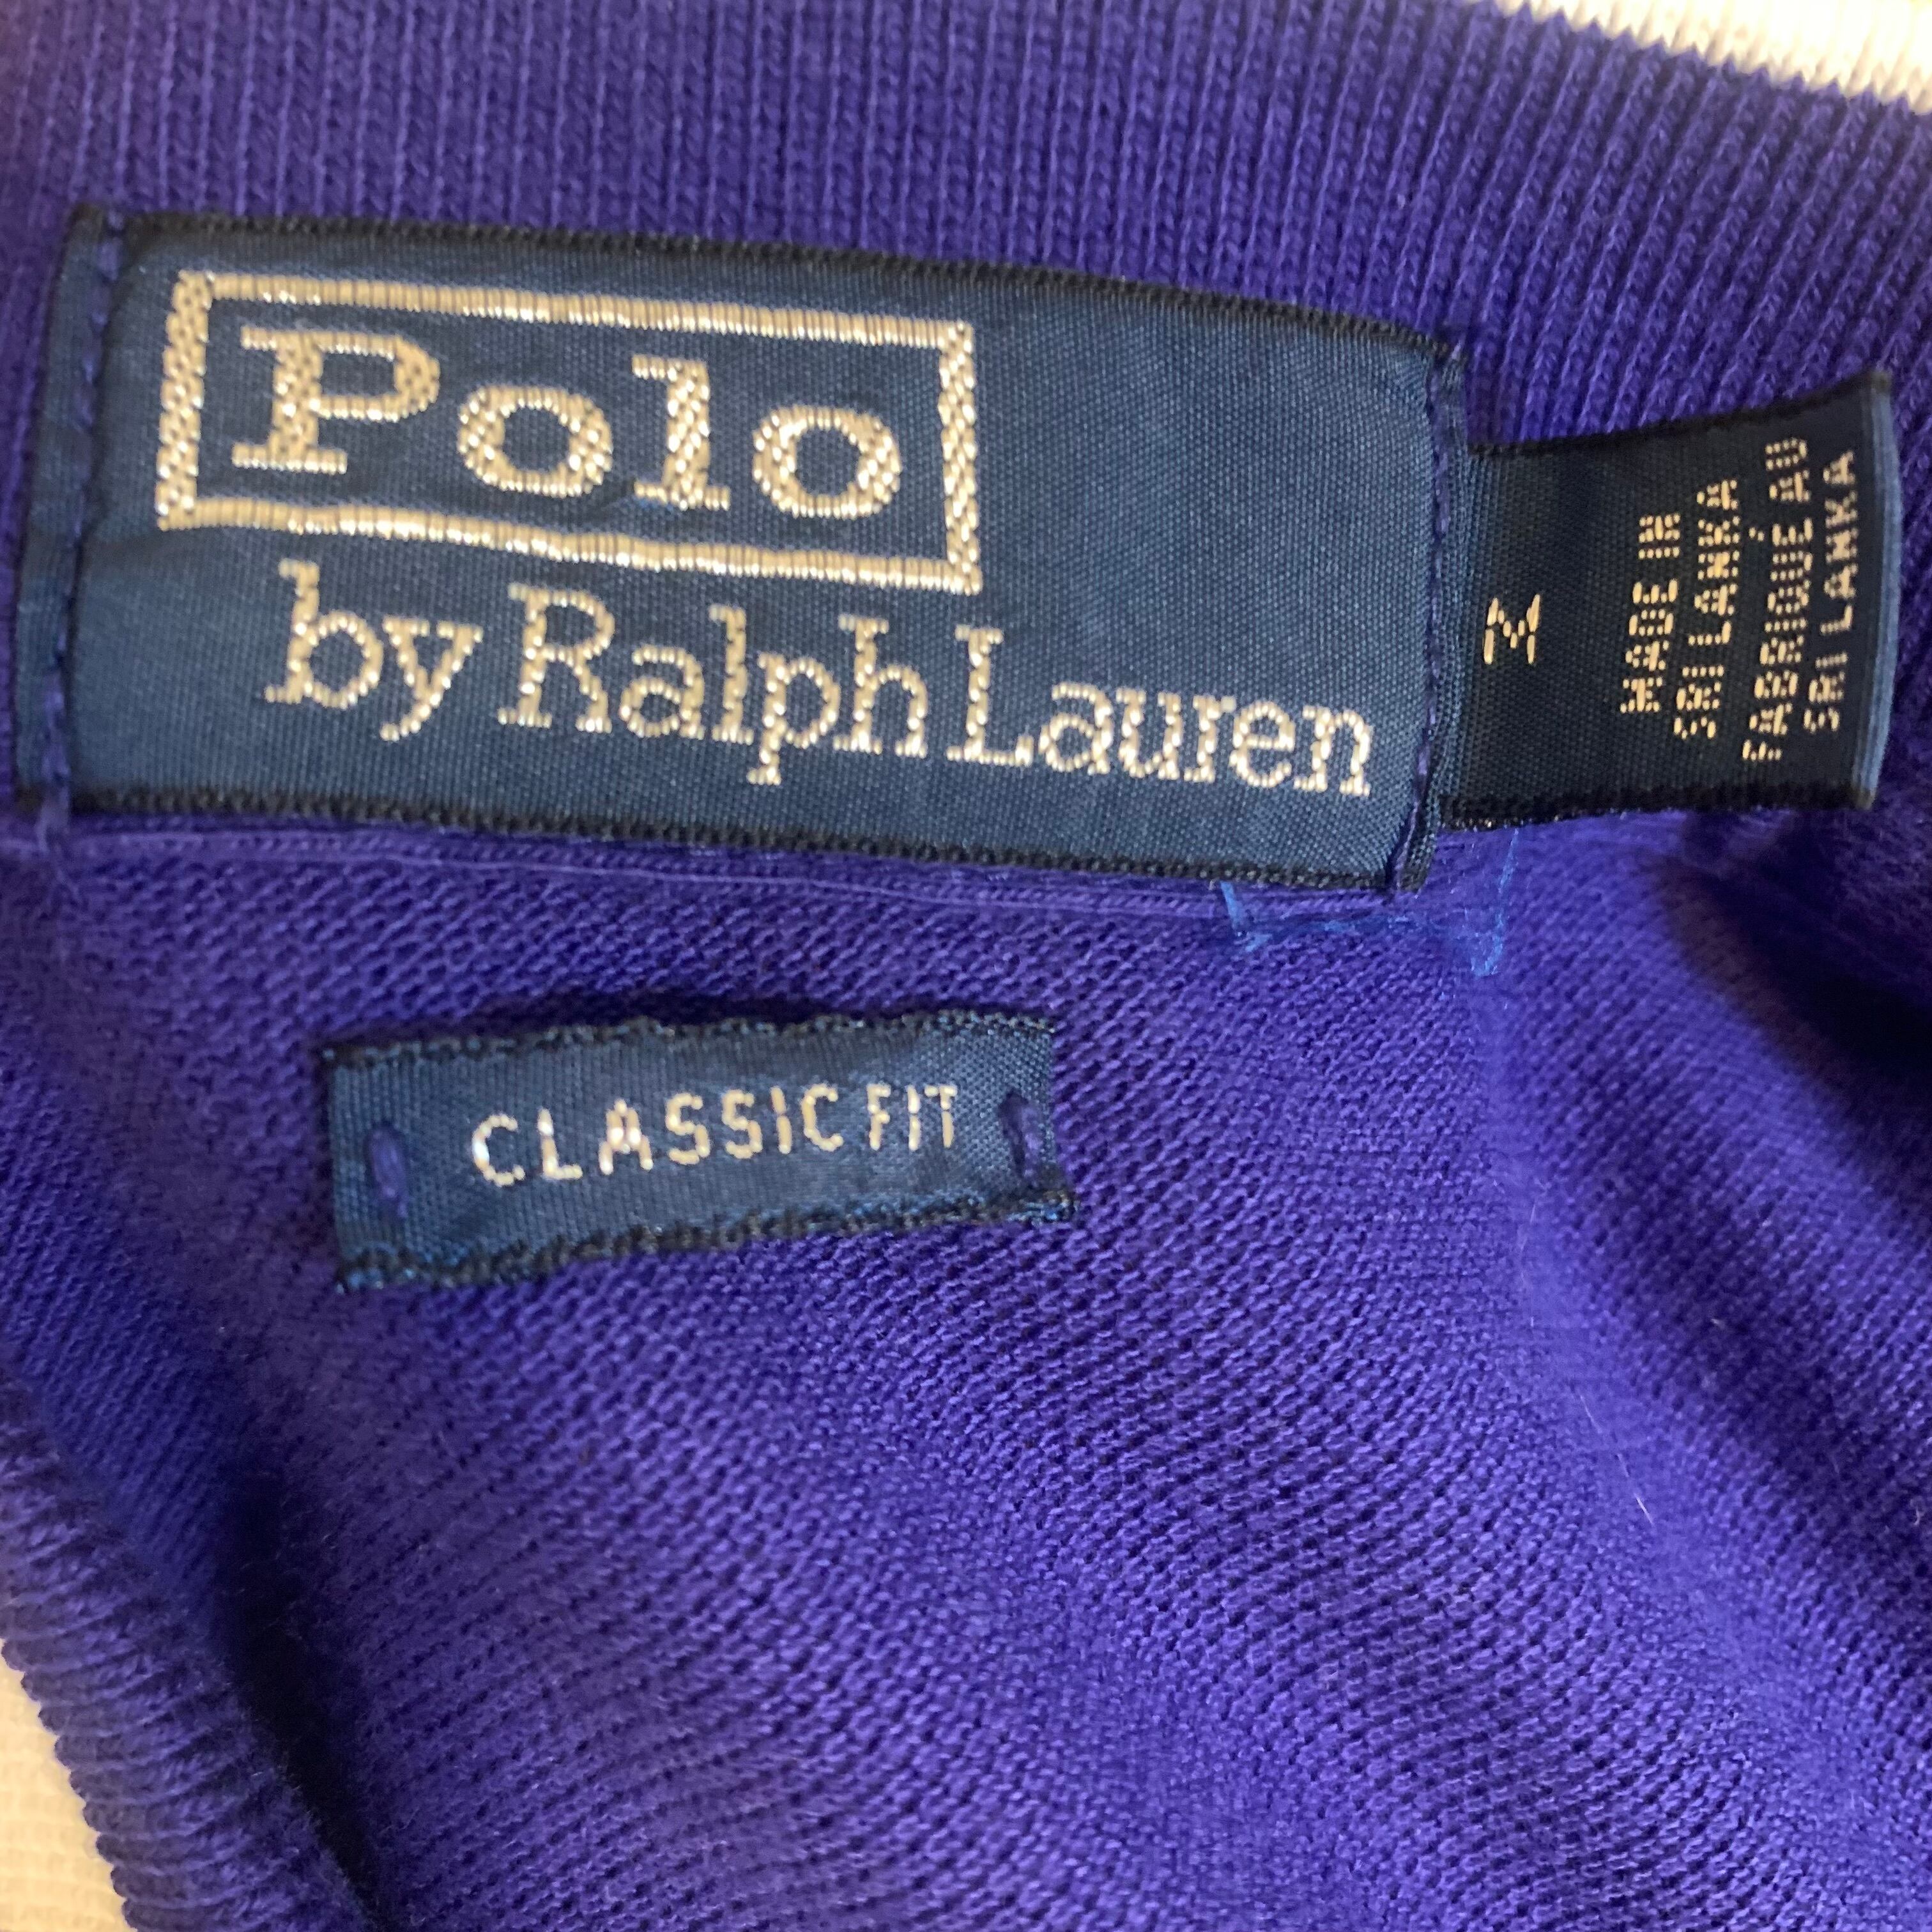 Polo
by Ralph Lauren
M
MADE IN
SRI LANKA
FABRIQUÉ AU
SRI LANKA
CLASSIC FIT